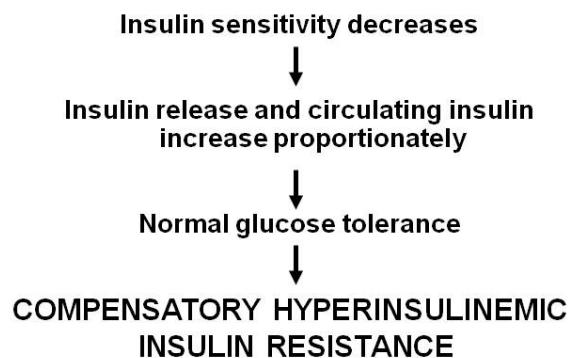 Insulin sensitivity decreases
Insulin release and circulating insulin
increase proportionately
Normal glucose tolerance
COMPENSATORY HYPERINSULINEMIC
INSULIN RESISTANCE